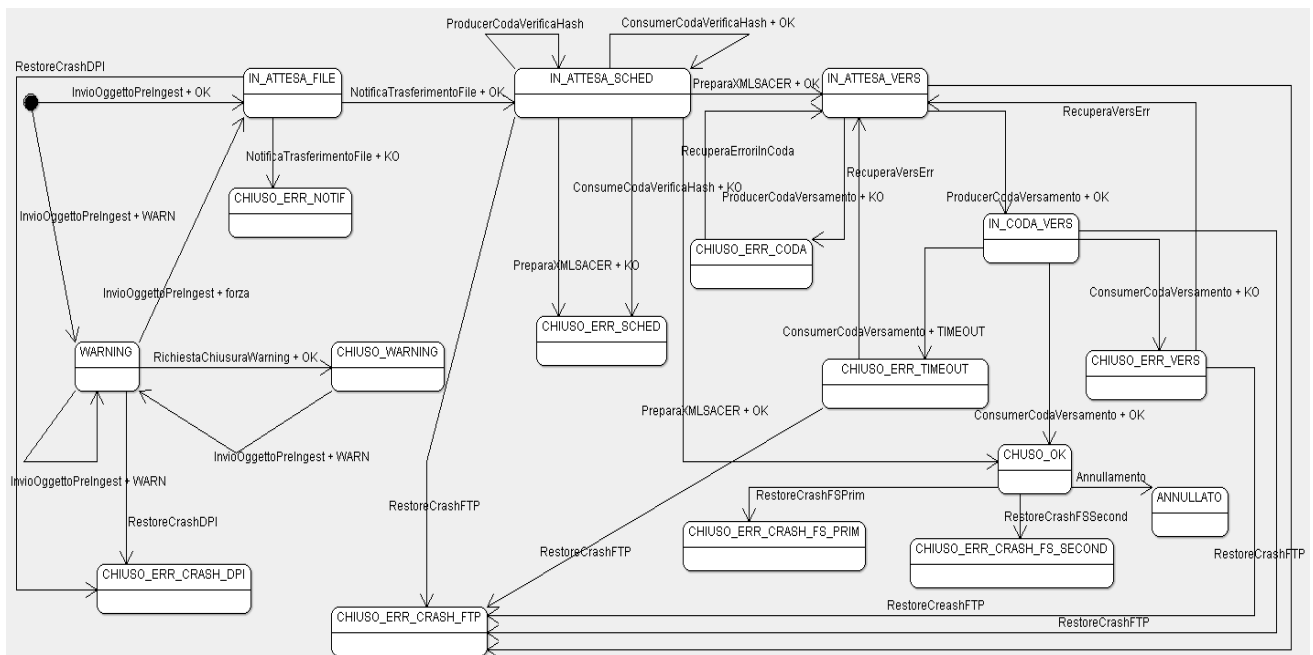 ProducerCodaVerificaHash
ConsumerCodaVerificaHash + OK
RestoreCrashDPI
IN_ATTESA_FILE
IN_ATTESA_SCHED
IN_ATTESA_VERS
InvioOggettoPreIngest + OK
NotificaTrasferimentoFile + OK
PreparaXMLSACER + OK
RecuperaVersErr
NotificaTrasferimentoFile + KO
RecuperaErroriInCoda
RecuperaVersErr
CHIUSO_ERR_NOTIF
ConsumeCodaVerificaHash + KO
ProducerCodaVersamento + KO
ProducerCodaVersamento + OK
InvioOggettoPreIngest + WARN
IN_CODA_VERS
CHIUSO_ERR_CODA
PreparaXMLSACER + KO
InvioOggettoPreIngest + forza
ConsumerCodaVersamento + KO
CHIUSO_ERR_SCHED
ConsumerCodaVersamento + TIMEOUT
WARNING
RichiestaChiusuraWarning + OK
CHIUSO_WARNING
CHIUSO_ERR_TIMEOUT
CHIUSO_ERR_VERS
PreparaXMLSACER + OK
ConsumerCodaVersamento + OK
InvioOggettoPreIngest + WARN
CHUSO_OK
InvioOggettoPreIngest + WARN
Annullamento
RestoreCrashFSPrim
ANNULLATO
RestoreCrashFTP
RestoreCrashDPI
RestoreCrashFSSecond
CHIUSO_ERR_CRASH_FS_PRIM
CHIUSO_ERR_CRASH_FS_SECOND
RestoreCrashFTP
RestoreCrashFTP
CHIUSO_ERR_CRASH_DPI
RestoreCreashFTP
CHIUSO_ERR_CRASH_FTP
RestoreCrashFTP